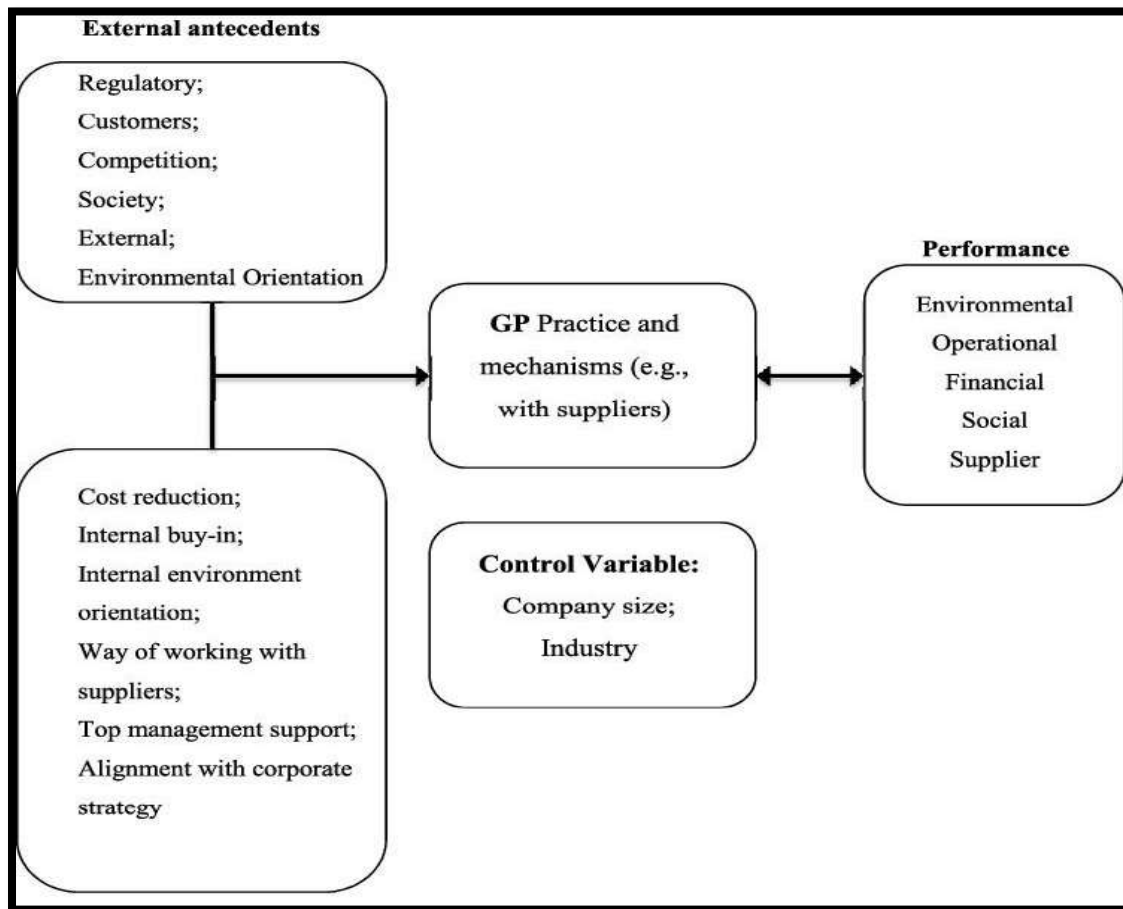 External antecedents
Regulatory;
Customers;
Competition;
Society;
External;
Environmental Orientation
Cost reduction;
Internal buy-in;
Internal environment
orientation;
Way of working with
suppliers;
Top management support;
Alignment with corporate
strategy
GP Practice and
mechanisms (e.g.,
with suppliers)
Control Variable:
Company size;
Industry
Performance
Environmental
Operational
Financial
Social
Supplier